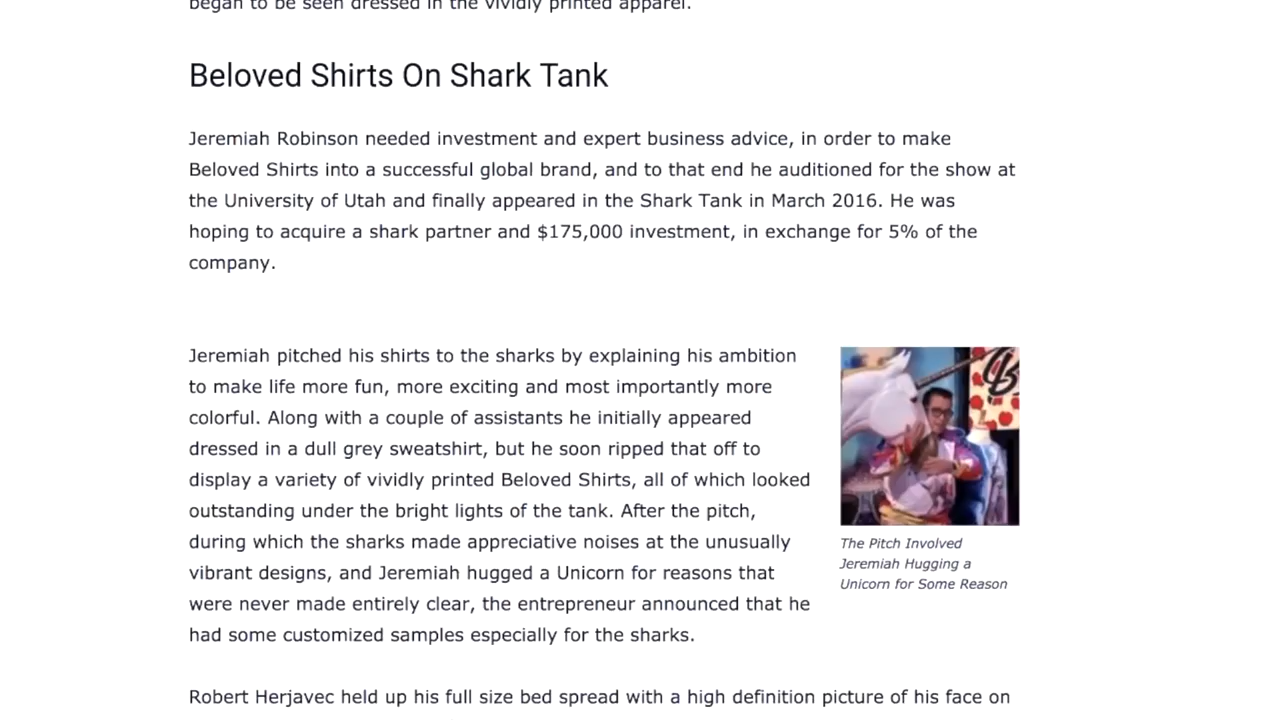 began to be seen dressed in the vividly printed apparel.
Beloved Shirts On Shark Tank
Jeremiah Robinson needed investment and expert business advice, in order to make
Beloved Shirts into a successful global brand, and to that end he auditioned for the show at
the University of Utah and finally appeared in the Shark Tank in March 2016. He was
hoping to acquire a shark partner and $175,000 investment, in exchange for 5% of the
company.
Jeremiah pitched his shirts to the sharks by explaining his ambition
to make life more fun, more exciting and most importantly more
colorful. Along with a couple of assistants he initially appeared
dressed in a dull grey sweatshirt, but he soon ripped that off to
display a variety of vividly printed Beloved Shirts, all of which looked
outstanding under the bright lights of the tank. After the pitch,
during which the sharks made appreciative noises at the unusually
vibrant designs, and Jeremiah hugged a Unicorn for reasons that
were never made entirely clear, the entrepreneur announced that he
had some customized samples especially for the sharks.
The Pitch Involved
Jeremiah Hugging a
Unicorn for Some Reason
Robert Herjavec held up his full size bed spread with a high definition picture of his face on